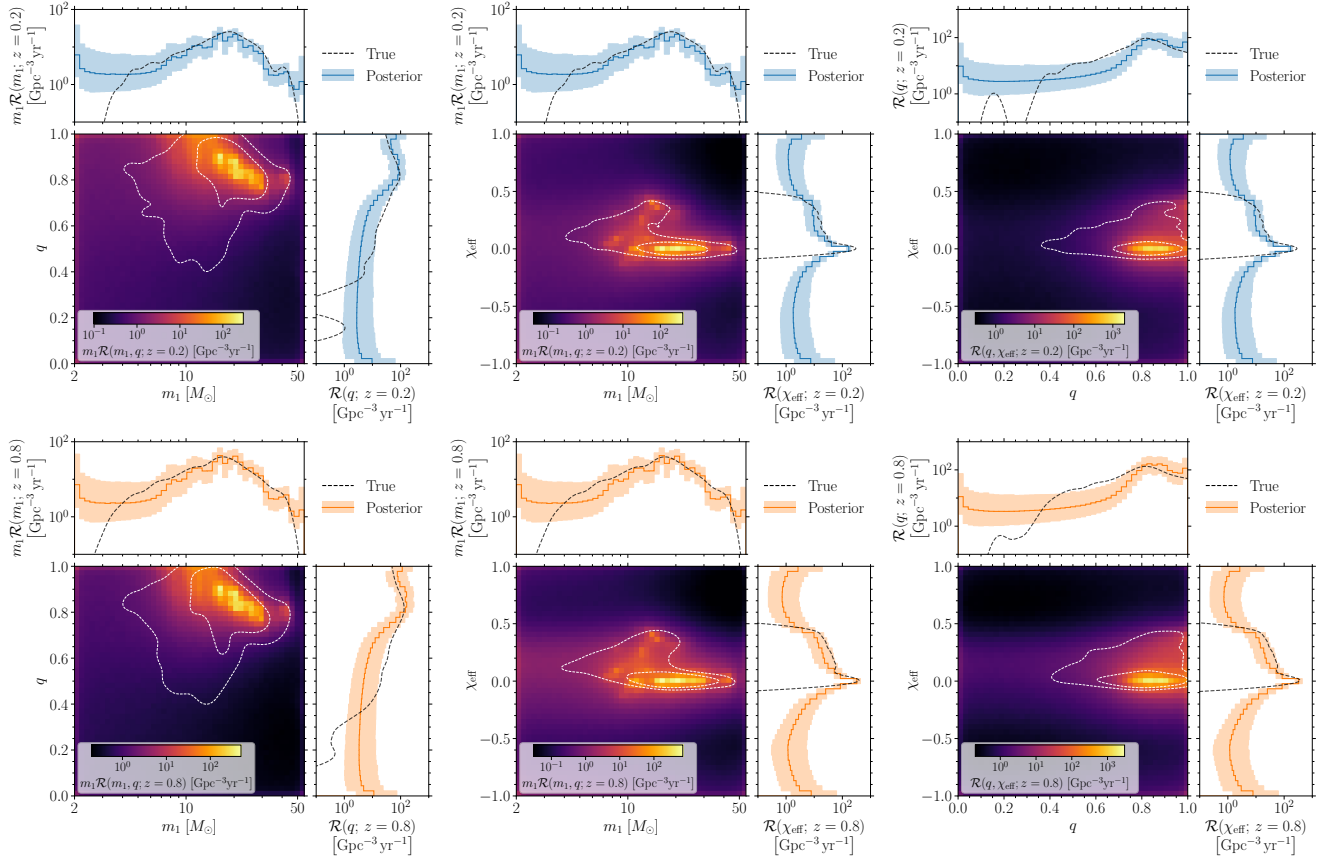 m₁R(m₁; z = 0.2)
[Gpc⁻³ yr⁻¹]
10²
10⁰
True
Posterior
q
1.0
0.8
0.6
0.4
0.2
0.0
10⁻¹ 10⁰ 10¹ 10²
m₁R(m₁, q; z = 0.2) [Gpc⁻³yr⁻¹]
2 10 50
m₁ [M☉]
10⁰ 10²
R(q; z = 0.2)
[Gpc⁻³ yr⁻¹]
m₁R(m₁; z = 0.2)
[Gpc⁻³ yr⁻¹]
10²
10⁰
True
Posterior
χeff
1.0
0.5
0.0
−0.5
−1.0
10⁻¹ 10⁰ 10¹ 10²
m₁R(m₁, q; z = 0.2) [Gpc⁻³yr⁻¹]
2 10 50
m₁ [M☉]
10⁰ 10²
R(χeff; z = 0.2)
[Gpc⁻³ yr⁻¹]
R(q; z = 0.2)
[Gpc⁻³ yr⁻¹]
10²
10⁰
True
Posterior
χeff
1.0
0.5
0.0
−0.5
−1.0
10⁰ 10¹ 10² 10³
R(q, χeff; z = 0.2) [Gpc⁻³yr⁻¹]
0.0 0.2 0.4 0.6 0.8 1.0
q
10⁰ 10²
R(χeff; z = 0.2)
[Gpc⁻³ yr⁻¹]
m₁R(m₁; z = 0.8)
[Gpc⁻³ yr⁻¹]
10²
10⁰
True
Posterior
q
1.0
0.8
0.6
0.4
0.2
0.0
10⁰ 10¹ 10²
m₁R(m₁, q; z = 0.8) [Gpc⁻³yr⁻¹]
2 10 50
m₁ [M☉]
10⁰ 10²
R(q; z = 0.8)
[Gpc⁻³ yr⁻¹]
m₁R(m₁; z = 0.8)
[Gpc⁻³ yr⁻¹]
10²
10⁰
True
Posterior
χeff
1.0
0.5
0.0
−0.5
−1.0
10⁻¹ 10⁰ 10¹ 10²
m₁R(m₁, q; z = 0.8) [Gpc⁻³yr⁻¹]
2 10 50
m₁ [M☉]
10⁰ 10²
R(χeff; z = 0.8)
[Gpc⁻³ yr⁻¹]
R(q; z = 0.8)
[Gpc⁻³ yr⁻¹]
10²
10⁰
True
Posterior
χeff
1.0
0.5
0.0
−0.5
−1.0
10⁰ 10¹ 10² 10³
R(q, χeff; z = 0.8) [Gpc⁻³yr⁻¹]
0.0 0.2 0.4 0.6 0.8 1.0
q
10⁰ 10²
R(χeff; z = 0.8)
[Gpc⁻³ yr⁻¹]